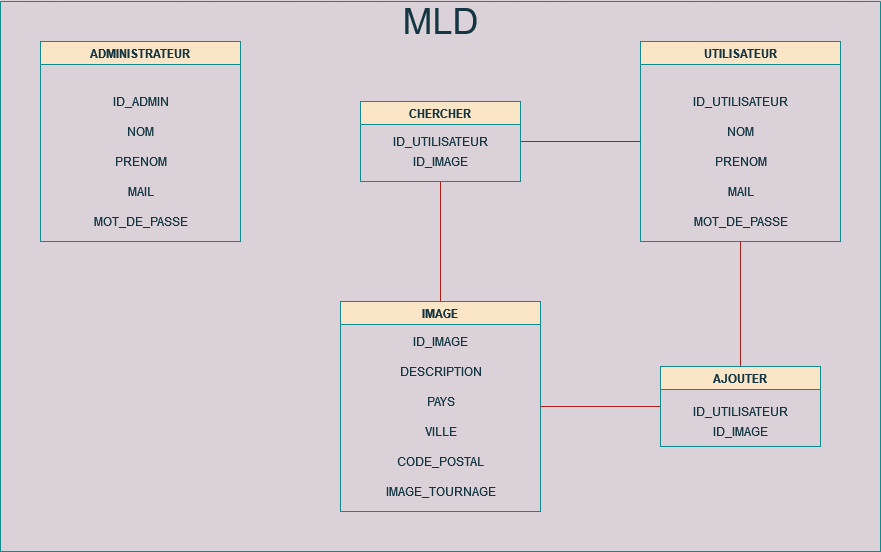 MLD
ADMINISTRATEUR
ID_ADMIN
NOM
PRENOM
MAIL
MOT_DE_PASSE
CHERCHER
ID_UTILISATEUR
ID_IMAGE
UTILISATEUR
ID_UTILISATEUR
NOM
PRENOM
MAIL
MOT_DE_PASSE
IMAGE
ID_IMAGE
DESCRIPTION
PAYS
VILLE
CODE_POSTAL
IMAGE_TOURNAGE
AJOUTER
ID_UTILISATEUR
ID_IMAGE